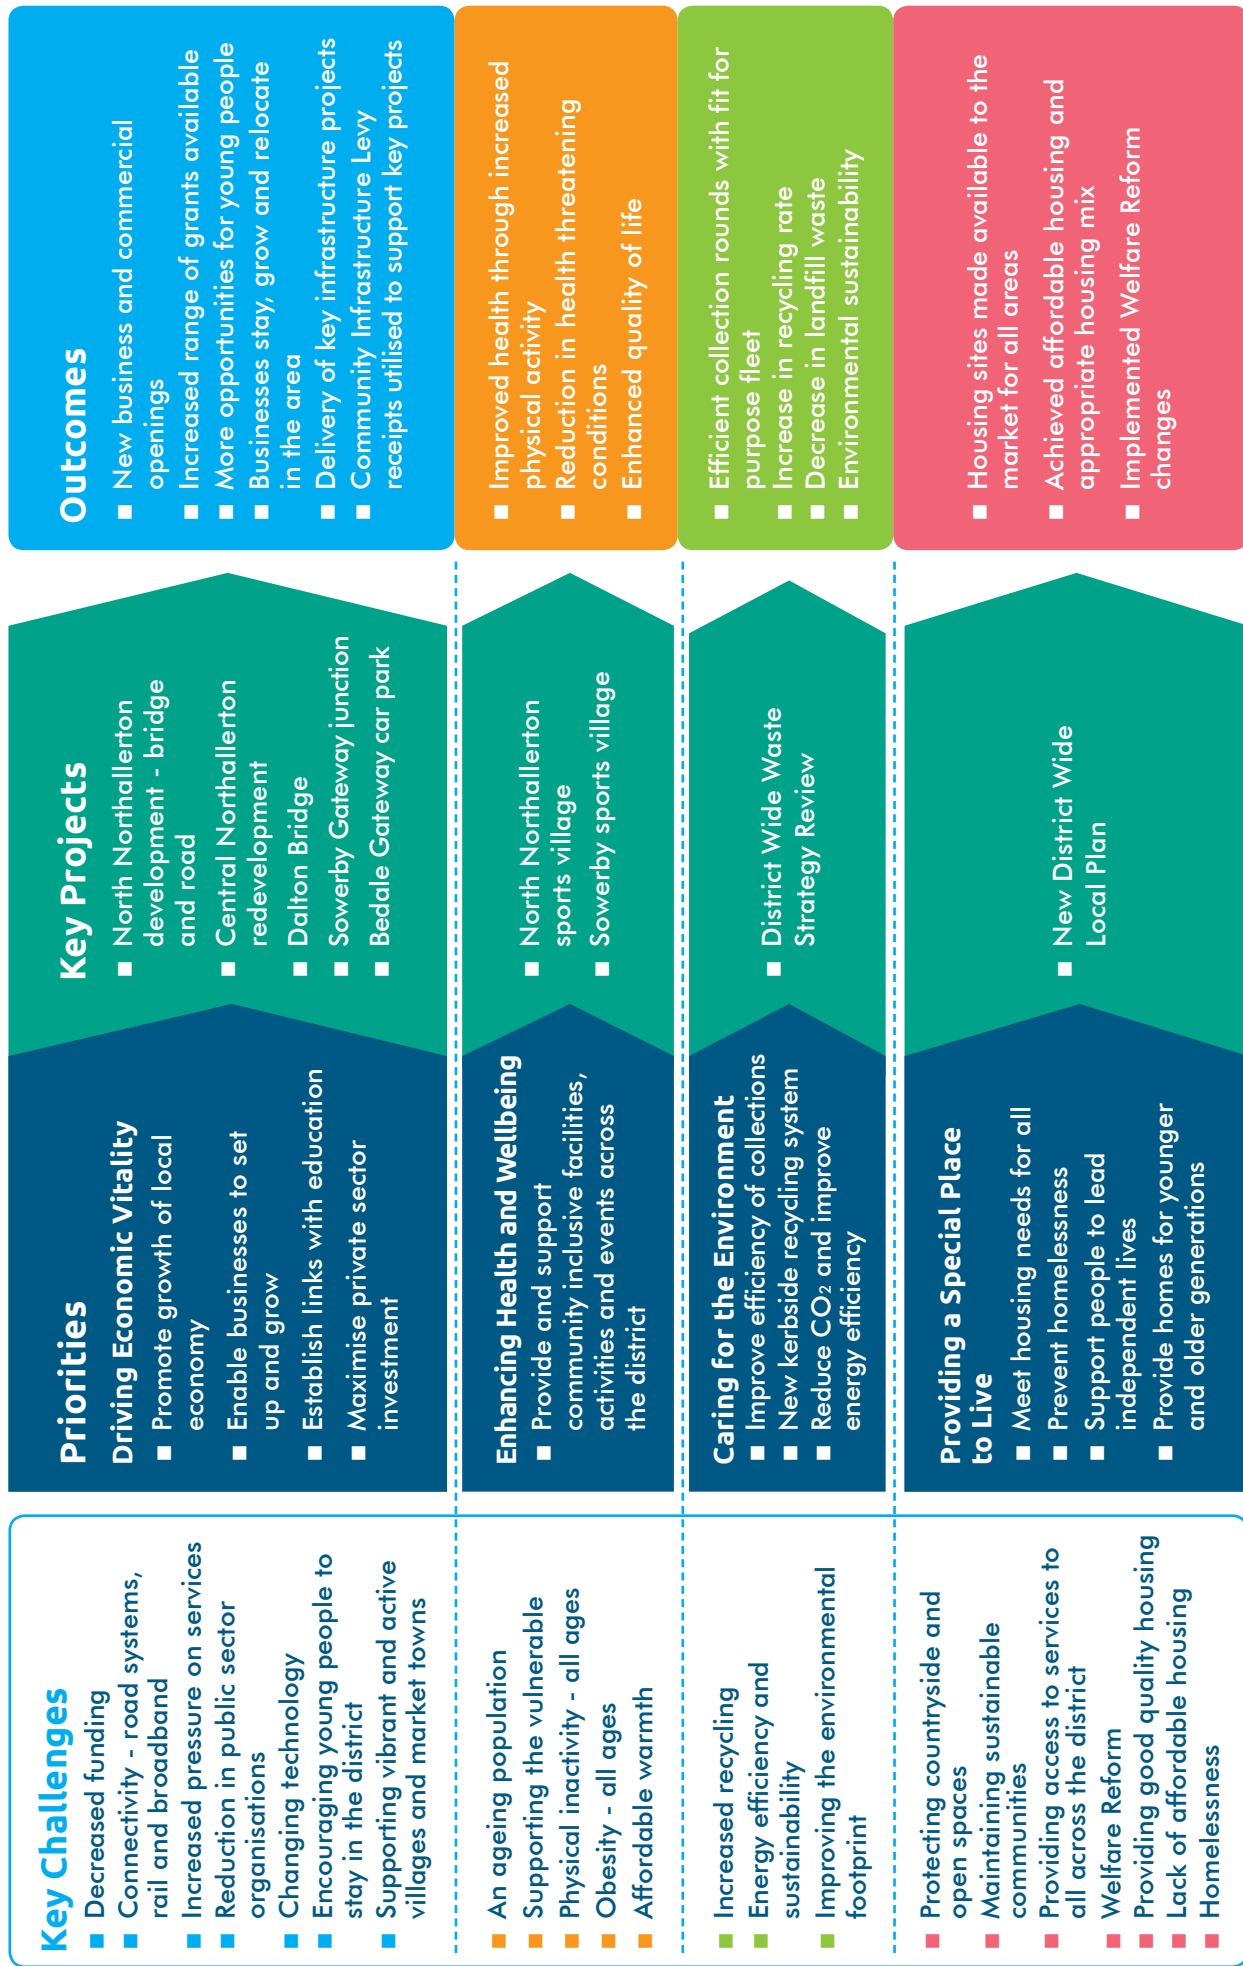 Key Challenges
Decreased funding
Connectivity - road systems,
rail and broadband
Increased pressure on services
Reduction in public sector
organisations
Changing technology
Encouraging young people to
stay in the district
Supporting vibrant and active
villages and market towns
Priorities
Driving Economic Vitality
Promote growth of local
economy
Enable businesses to set
up and grow
Establish links with education
Maximise private sector
investment
Key Projects
North Northallerton
development - bridge
and road
Central Northallerton
redevelopment
Dalton Bridge
Sowerby Gateway junction
Bedale Gateway car park
Outcomes
New business and commercial
openings
Increased range of grants available
More opportunities for young people
Businesses stay, grow and relocate
in the area
Delivery of key infrastructure projects
Community Infrastructure Levy
receipts utilised to support key projects
An ageing population
Supporting the vulnerable
Physical inactivity - all ages
Obesity - all ages
Affordable warmth
Enhancing Health and Wellbeing
Provide and support
community inclusive facilities,
activities and events across
the district
North Northallerton
sports village
Sowerby sports village
Improved health through increased
physical activity
Reduction in health threatening
conditions
Enhanced quality of life
Increased recycling
Energy efficiency and
sustainability
Improving the environmental
footprint
Caring for the Environment
Improve efficiency of collections
New kerbside recycling system
Reduce CO2 and improve
energy efficiency
District Wide Waste
Strategy Review
Efficient collection rounds with fit for
purpose fleet
Increase in recycling rate
Decrease in landfill waste
Environmental sustainability
Protecting countryside and
open spaces
Maintaining sustainable
communities
Providing access to services to
all across the district
Welfare Reform
Providing good quality housing
Lack of affordable housing
Homelessness
Providing a Special Place
to Live
Meet housing needs for all
Prevent homelessness
Support people to lead
independent lives
Provide homes for younger
and older generations
New District Wide
Local Plan
Housing sites made available to the
market for all areas
Achieved affordable housing and
appropriate housing mix
Implemented Welfare Reform
changes